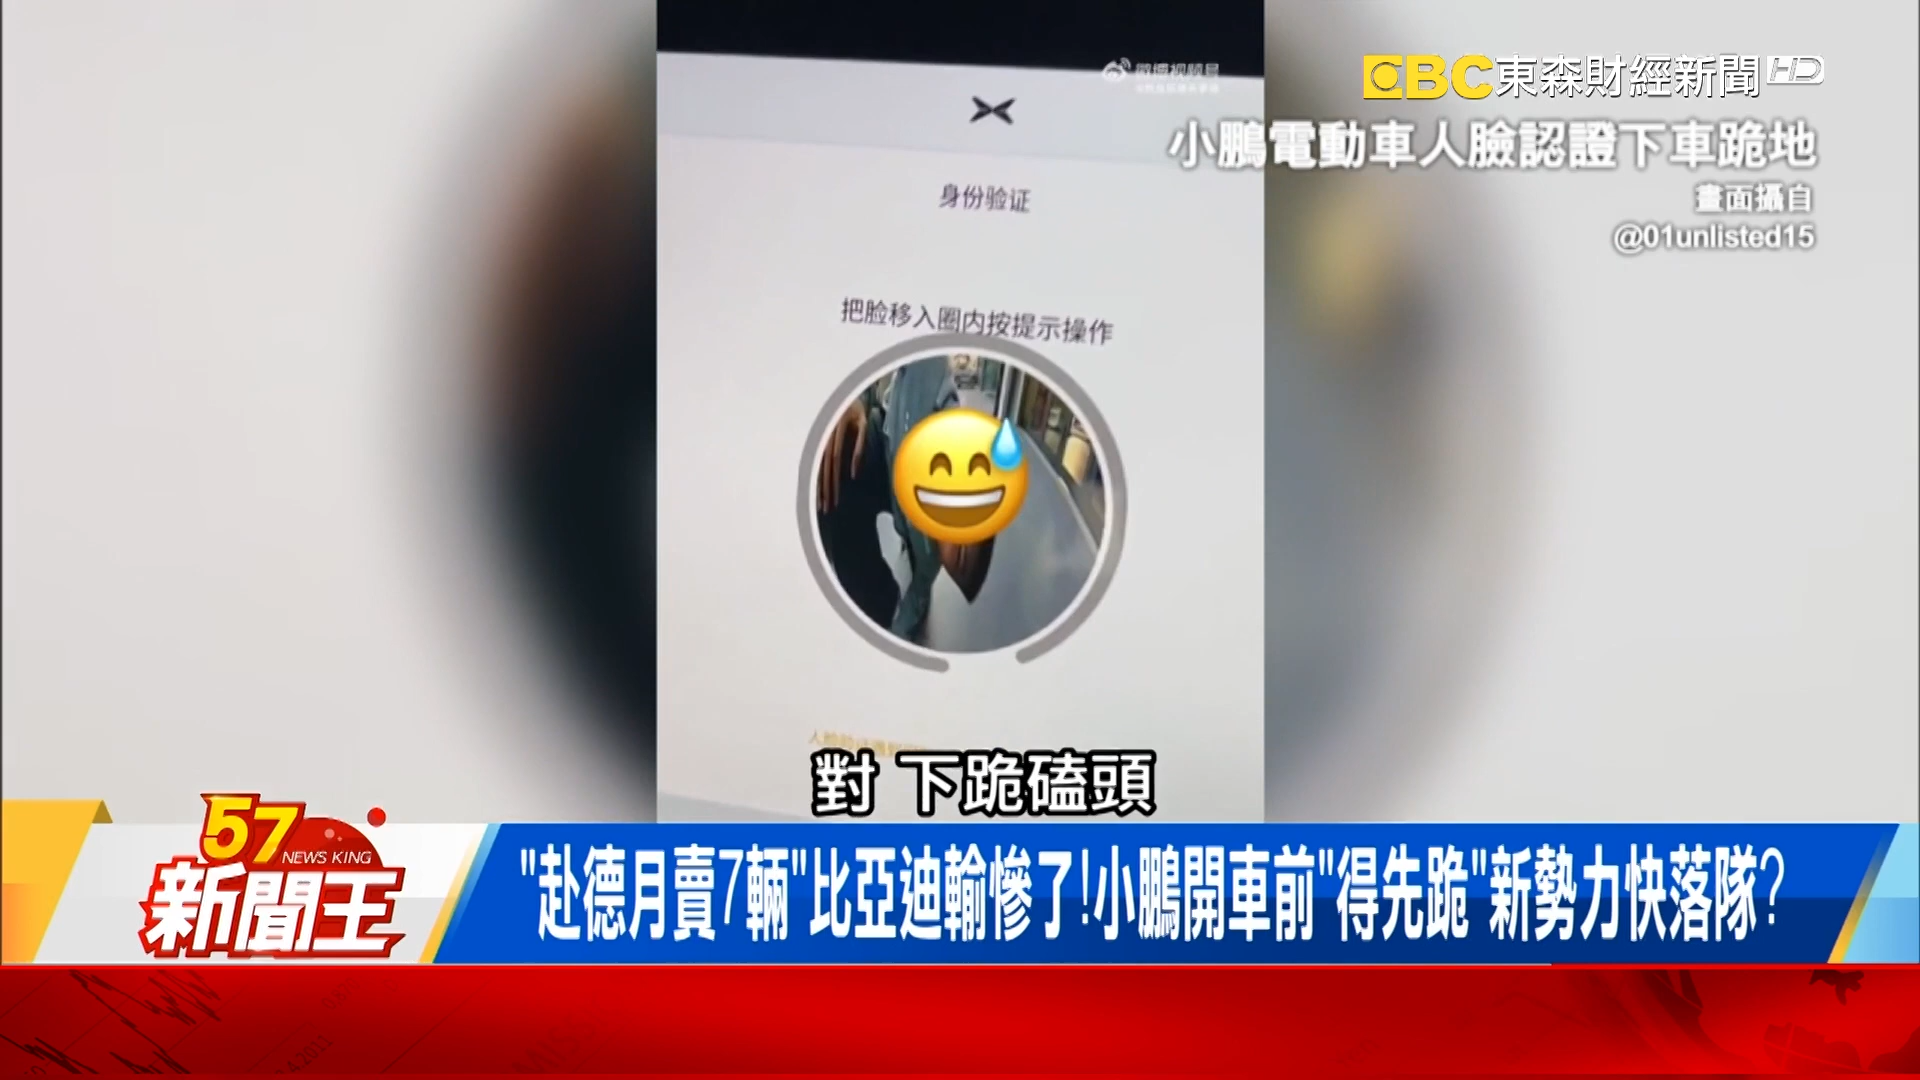 EBC東森財經新聞HD
小鵬電動車人臉認證下車跪地
畫面攝自
@01unlisted15
身份验证
把脸移入圈内按提示操作
對 下跪磕頭
57
NEWS KING
新聞王
"赴德月賣7輛"比亞迪輸慘了!小鵬開車前"得先跪"新勢力快落隊?